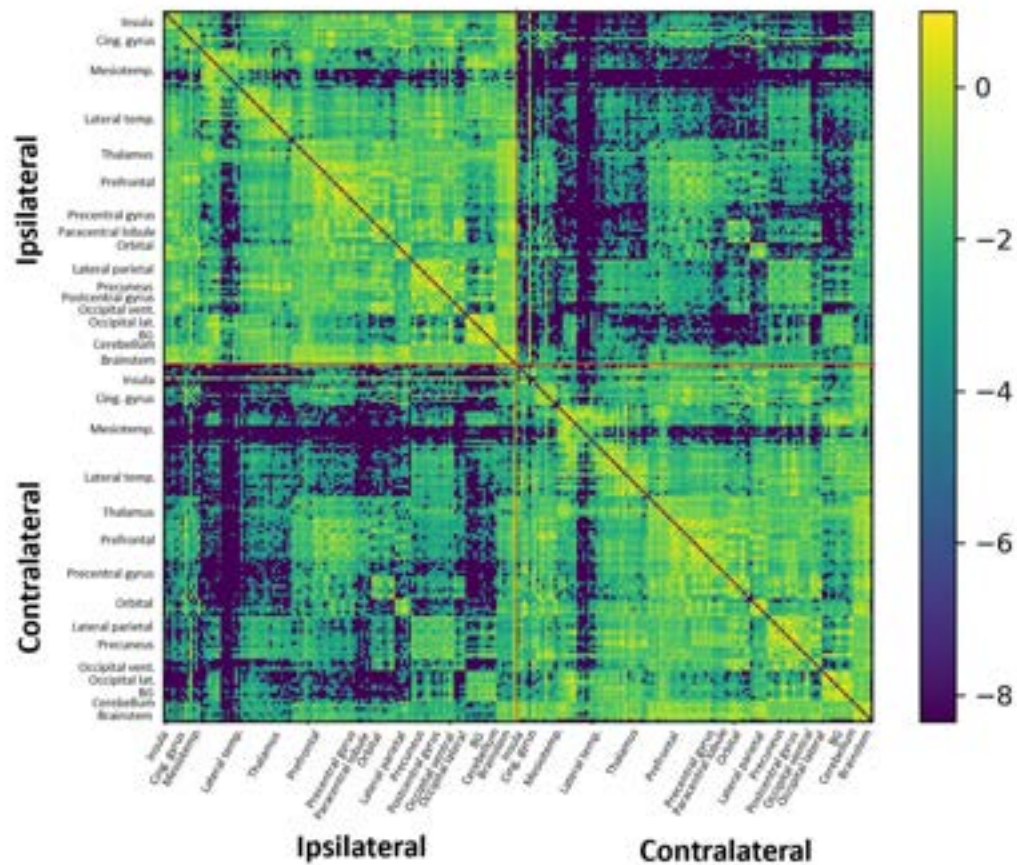 Insula
Cing. gyrus
Mesiotemp.
Lateral temp.
Thalamus
Prefrontal
Precentral gyrus
Paracentral lobule
Orbital
Lateral parietal
Precuneus
Postcentral gyrus
Occipital vent.
Occipital lat.
BG
Cerebellum
Brainstem
Ipsilateral
Insula
Cing. gyrus
Mesiotemp.
Lateral temp.
Thalamus
Prefrontal
Precentral gyrus
Orbital
Lateral parietal
Precuneus
Occipital vent.
Occipital lat.
BG
Cerebellum
Brainstem
Contralateral
0
−2
−4
−6
−8
Insula
Cing. gyrus
Mesiotemp.
Lateral temp.
Thalamus
Prefrontal
Precentral gyrus
Paracentral lobule
Orbital
Lateral parietal
Precuneus
Postcentral gyrus
Occipital ventral
Occipital lateral
BG
Cerebellum
Brainstem
Insula
Cing. gyrus
Mesiotemp.
Lateral temp.
Thalamus
Prefrontal
Precentral gyrus
Paracentral lobule
Orbital
Lateral parietal
Precuneus
Postcentral gyrus
Occipital ventral
Occipital lateral
BG
Cerebellum
Brainstem
Ipsilateral
Contralateral